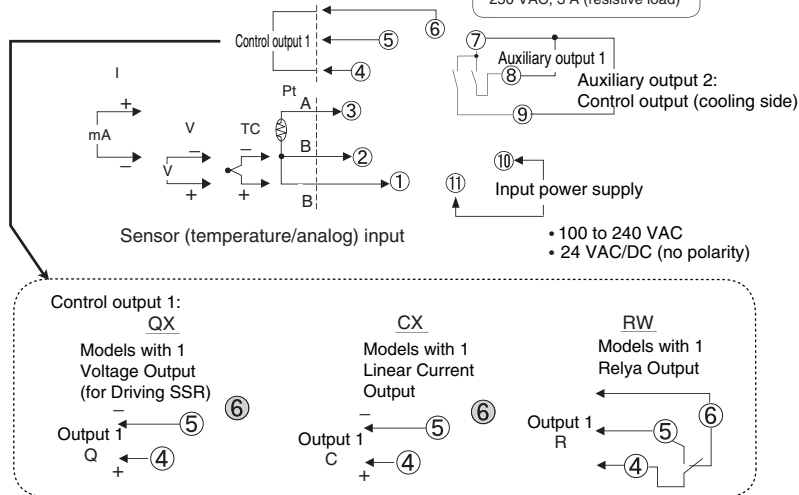 250 VAC, 3 A (resistive load)
Control output 1
⑥
⑤
④
⑦
Auxiliary output 1
⑧
Auxiliary output 2:
Control output (cooling side)
⑨
I
+
mA
−
V
−
V
+
TC
−
+
Pt
A
③
B
②
①
B
⑩
⑪
Input power supply
Sensor (temperature/analog) input
• 100 to 240 VAC
• 24 VAC/DC (no polarity)
Control output 1:
QX
Models with 1
Voltage Output
(for Driving SSR)
⑥
−
⑤
Output 1
Q
④
+
CX
Models with 1
Linear Current
Output
⑥
−
⑤
Output 1
C
④
+
RW
Models with 1
Relya Output
⑥
Output 1
⑤
R
④